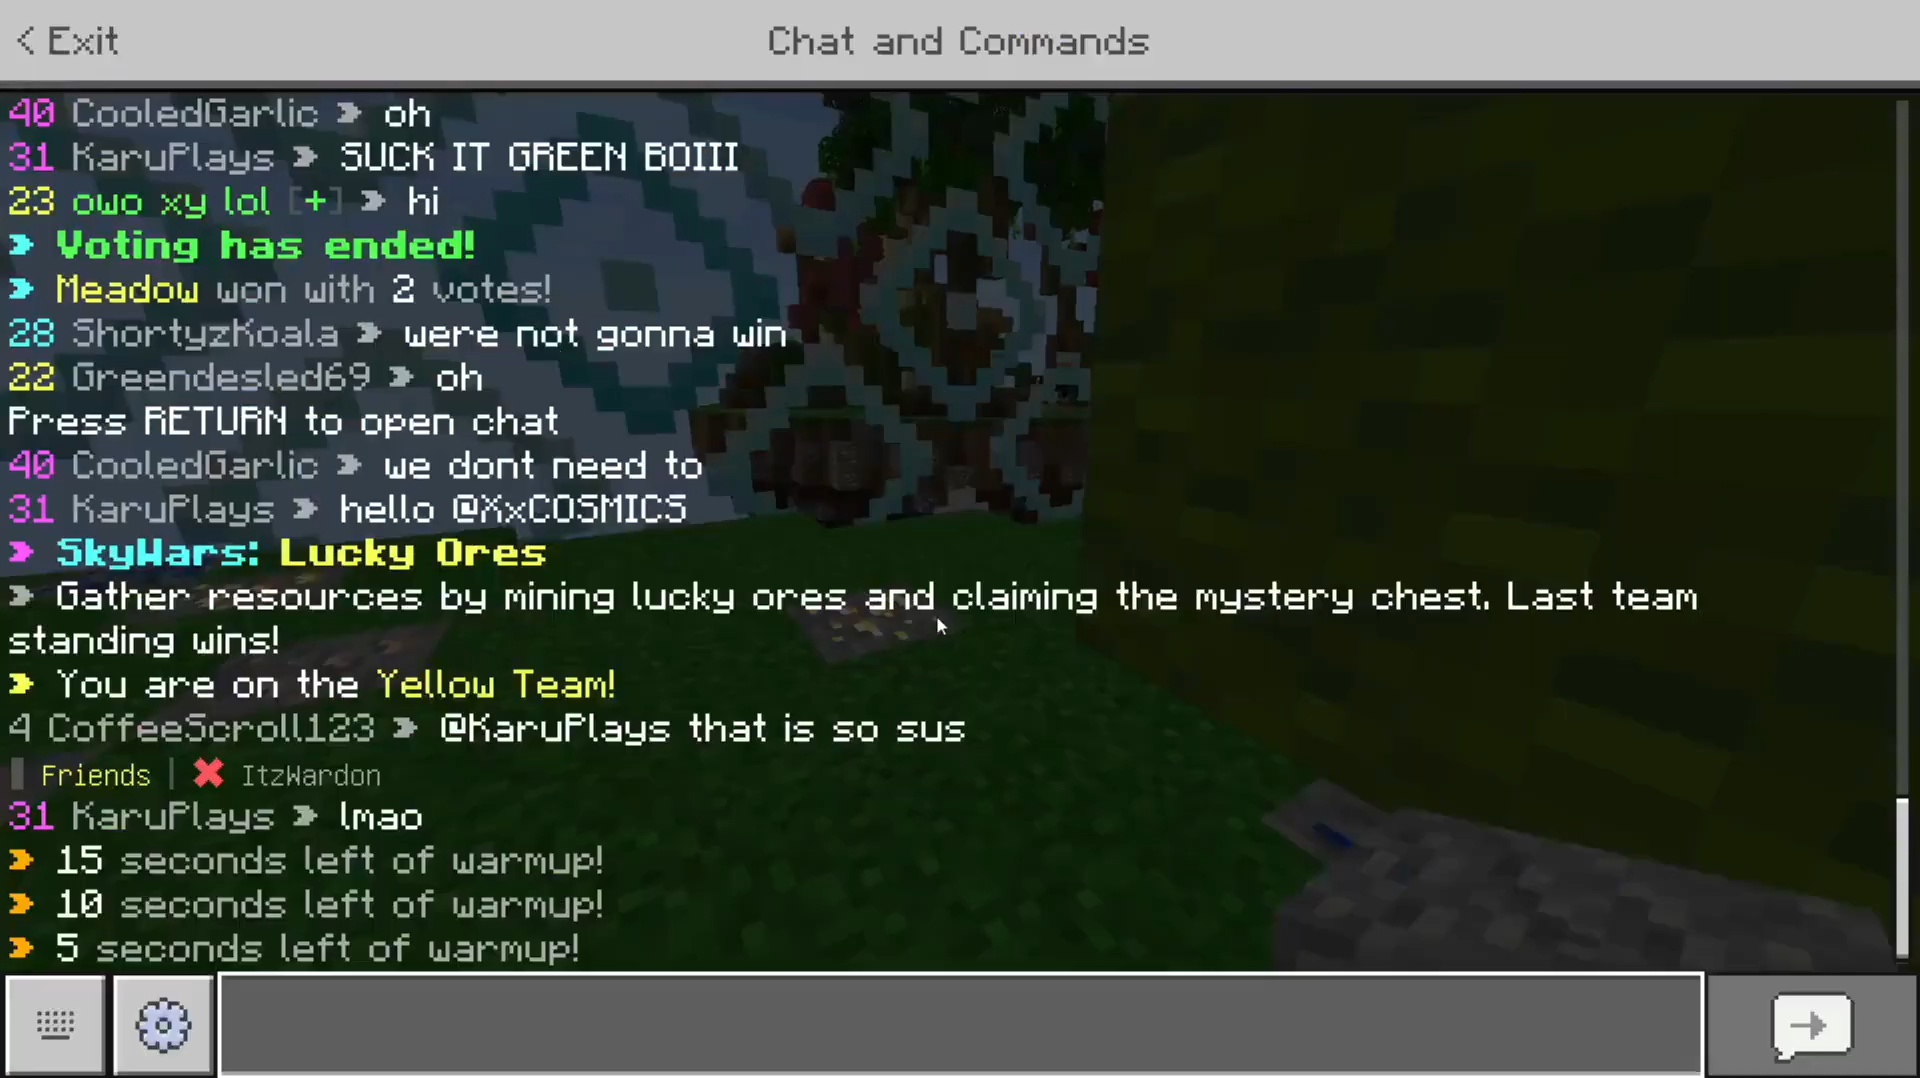 < Exit
Chat and Commands
40 CooledGarlic > oh
31 KaruPlays > SUCK IT GREEN BOIII
23 owo xy lol [+] > hi
> Voting has ended!
> Meadow won with 2 votes!
28 ShortyzKoala > were not gonna win
22 Greendesled69 > oh
Press RETURN to open chat
40 CooledGarlic > we dont need to
31 KaruPlays > hello @XxCOSMICS
> SkyWars: Lucky Ores
> Gather resources by mining lucky ores and claiming the mystery chest. Last team
standing wins!
> You are on the Yellow Team!
4 CoffeeScroll123 > @KaruPlays that is so sus
Friends | ✖ ItzWardon
31 KaruPlays > lmao
> 15 seconds left of warmup!
> 10 seconds left of warmup!
> 5 seconds left of warmup!